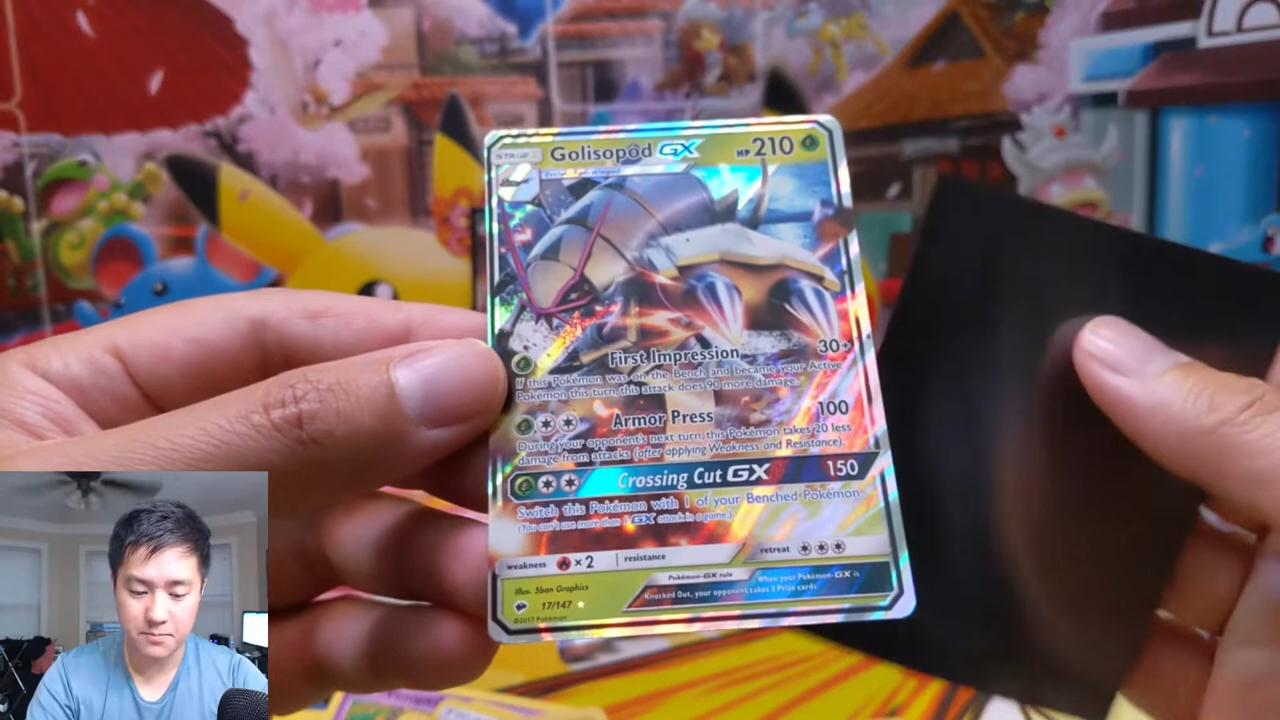 STAGE 1 Golisopod GX HP 210
First Impression 30+
If this Pokémon was on the Bench and became your Active
Pokémon this turn, this attack does 90 more damage.
Armor Press 100
During your opponent's next turn, this Pokémon takes 20 less
damage from attacks (after applying Weakness and Resistance).
Crossing Cut GX 150
Switch this Pokémon with 1 of your Benched Pokémon.
(You can't use more than 1 GX attack in a game.)
weakness ×2 resistance retreat
Illus. 5ban Graphics
Pokémon-GX rule
When your Pokémon-GX is
Knocked Out, your opponent takes 2 Prize cards.
17/147 ★
©2017 Pokémon